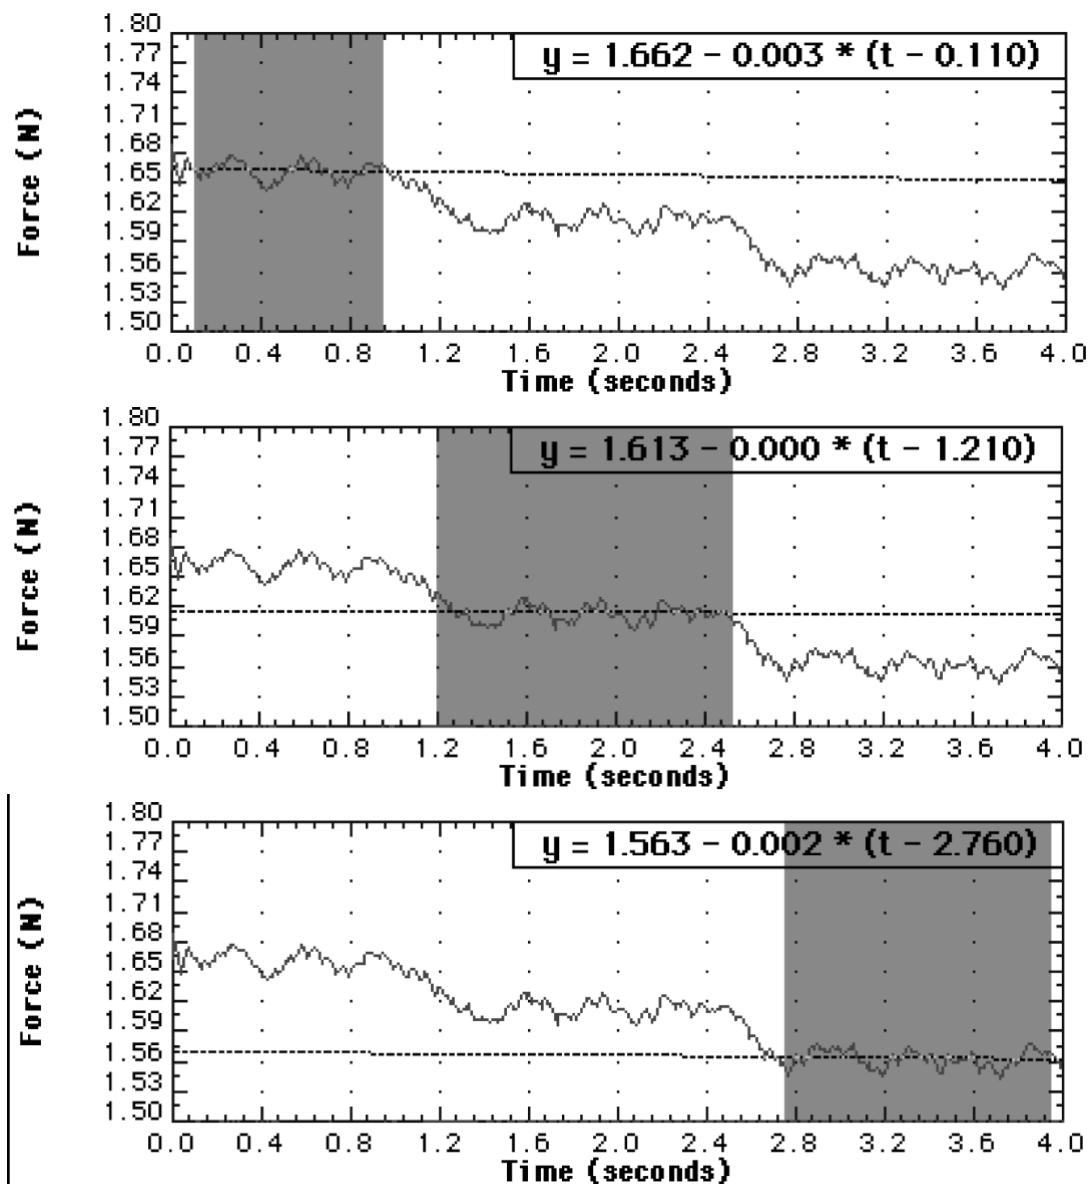 1.80
y = 1.662 - 0.003 * (t - 0.110)
1.77
1.74
1.71
1.68
1.65
1.62
1.59
1.56
1.53
1.50
Force (N)
0.0 0.4 0.8 1.2 1.6 2.0 2.4 2.8 3.2 3.6 4.0
Time (seconds)
1.80
y = 1.613 - 0.000 * (t - 1.210)
1.77
1.74
1.71
1.68
1.65
1.62
1.59
1.56
1.53
1.50
Force (N)
0.0 0.4 0.8 1.2 1.6 2.0 2.4 2.8 3.2 3.6 4.0
Time (seconds)
1.80
y = 1.563 - 0.002 * (t - 2.760)
1.77
1.74
1.71
1.68
1.65
1.62
1.59
1.56
1.53
1.50
Force (N)
0.0 0.4 0.8 1.2 1.6 2.0 2.4 2.8 3.2 3.6 4.0
Time (seconds)